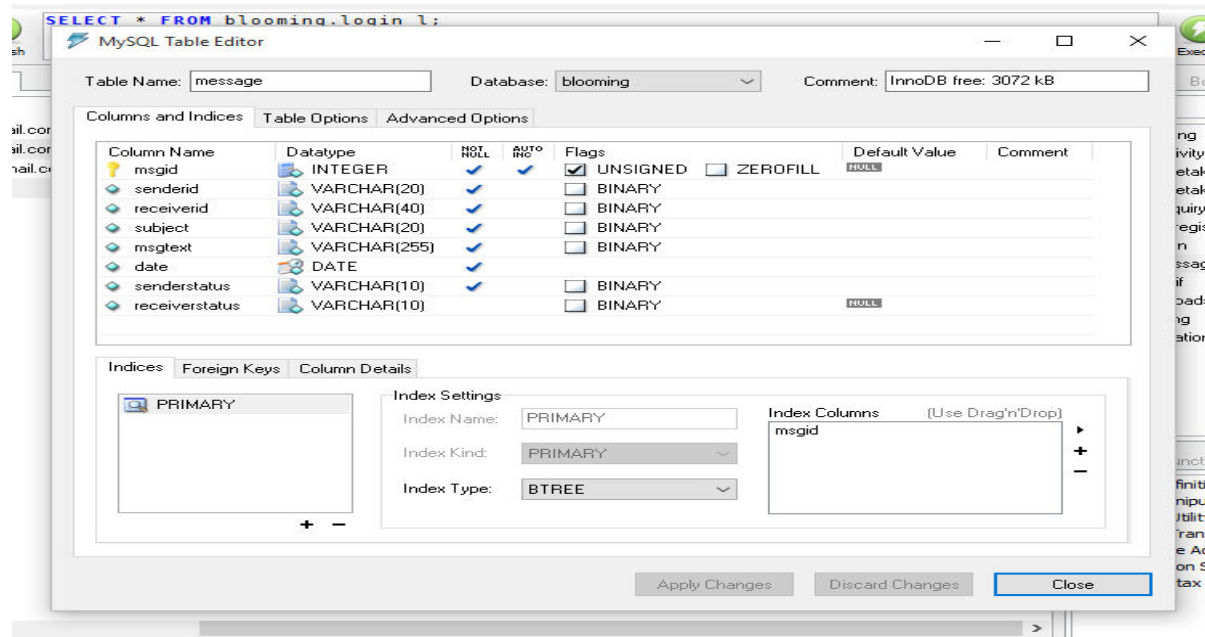 SELECT * FROM blooming.login l;
sh
MySQL Table Editor
Exec
Table Name: message Database: blooming Comment: InnoDB free: 3072 kB
Columns and Indices Table Options Advanced Options
Column Name Datatype NOT NULL AUTO INC Flags Default Value Comment
msgid INTEGER UNSIGNED ZEROFILL NULL
senderid VARCHAR(20) BINARY
receiverid VARCHAR(40) BINARY
subject VARCHAR(20) BINARY
msgtext VARCHAR(255) BINARY
date DATE
senderstatus VARCHAR(10) BINARY
receiverstatus VARCHAR(10) BINARY NULL
Indices Foreign Keys Column Details
PRIMARY
Index Settings
Index Name: PRIMARY
Index Kind: PRIMARY
Index Type: BTREE
Index Columns (Use Drag'n'Drop)
msgid
Apply Changes Discard Changes Close